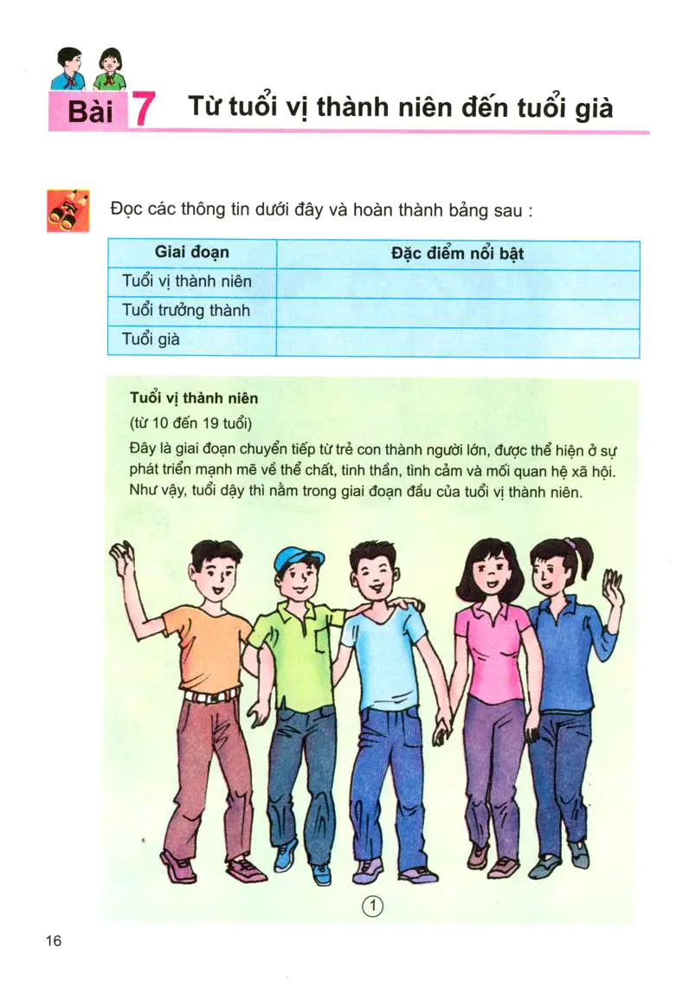 Bài 7 Từ tuổi vị thành niên đến tuổi già
Đọc các thông tin dưới đây và hoàn thành bảng sau :
Giai đoạn Đặc điểm nổi bật
Tuổi vị thành niên
Tuổi trưởng thành
Tuổi già
Tuổi vị thành niên
(từ 10 đến 19 tuổi)
Đây là giai đoạn chuyển tiếp từ trẻ con thành người lớn, được thể hiện ở sự
phát triển mạnh mẽ về thể chất, tinh thần, tình cảm và mối quan hệ xã hội.
Như vậy, tuổi dậy thì nằm trong giai đoạn đầu của tuổi vị thành niên.
1
16